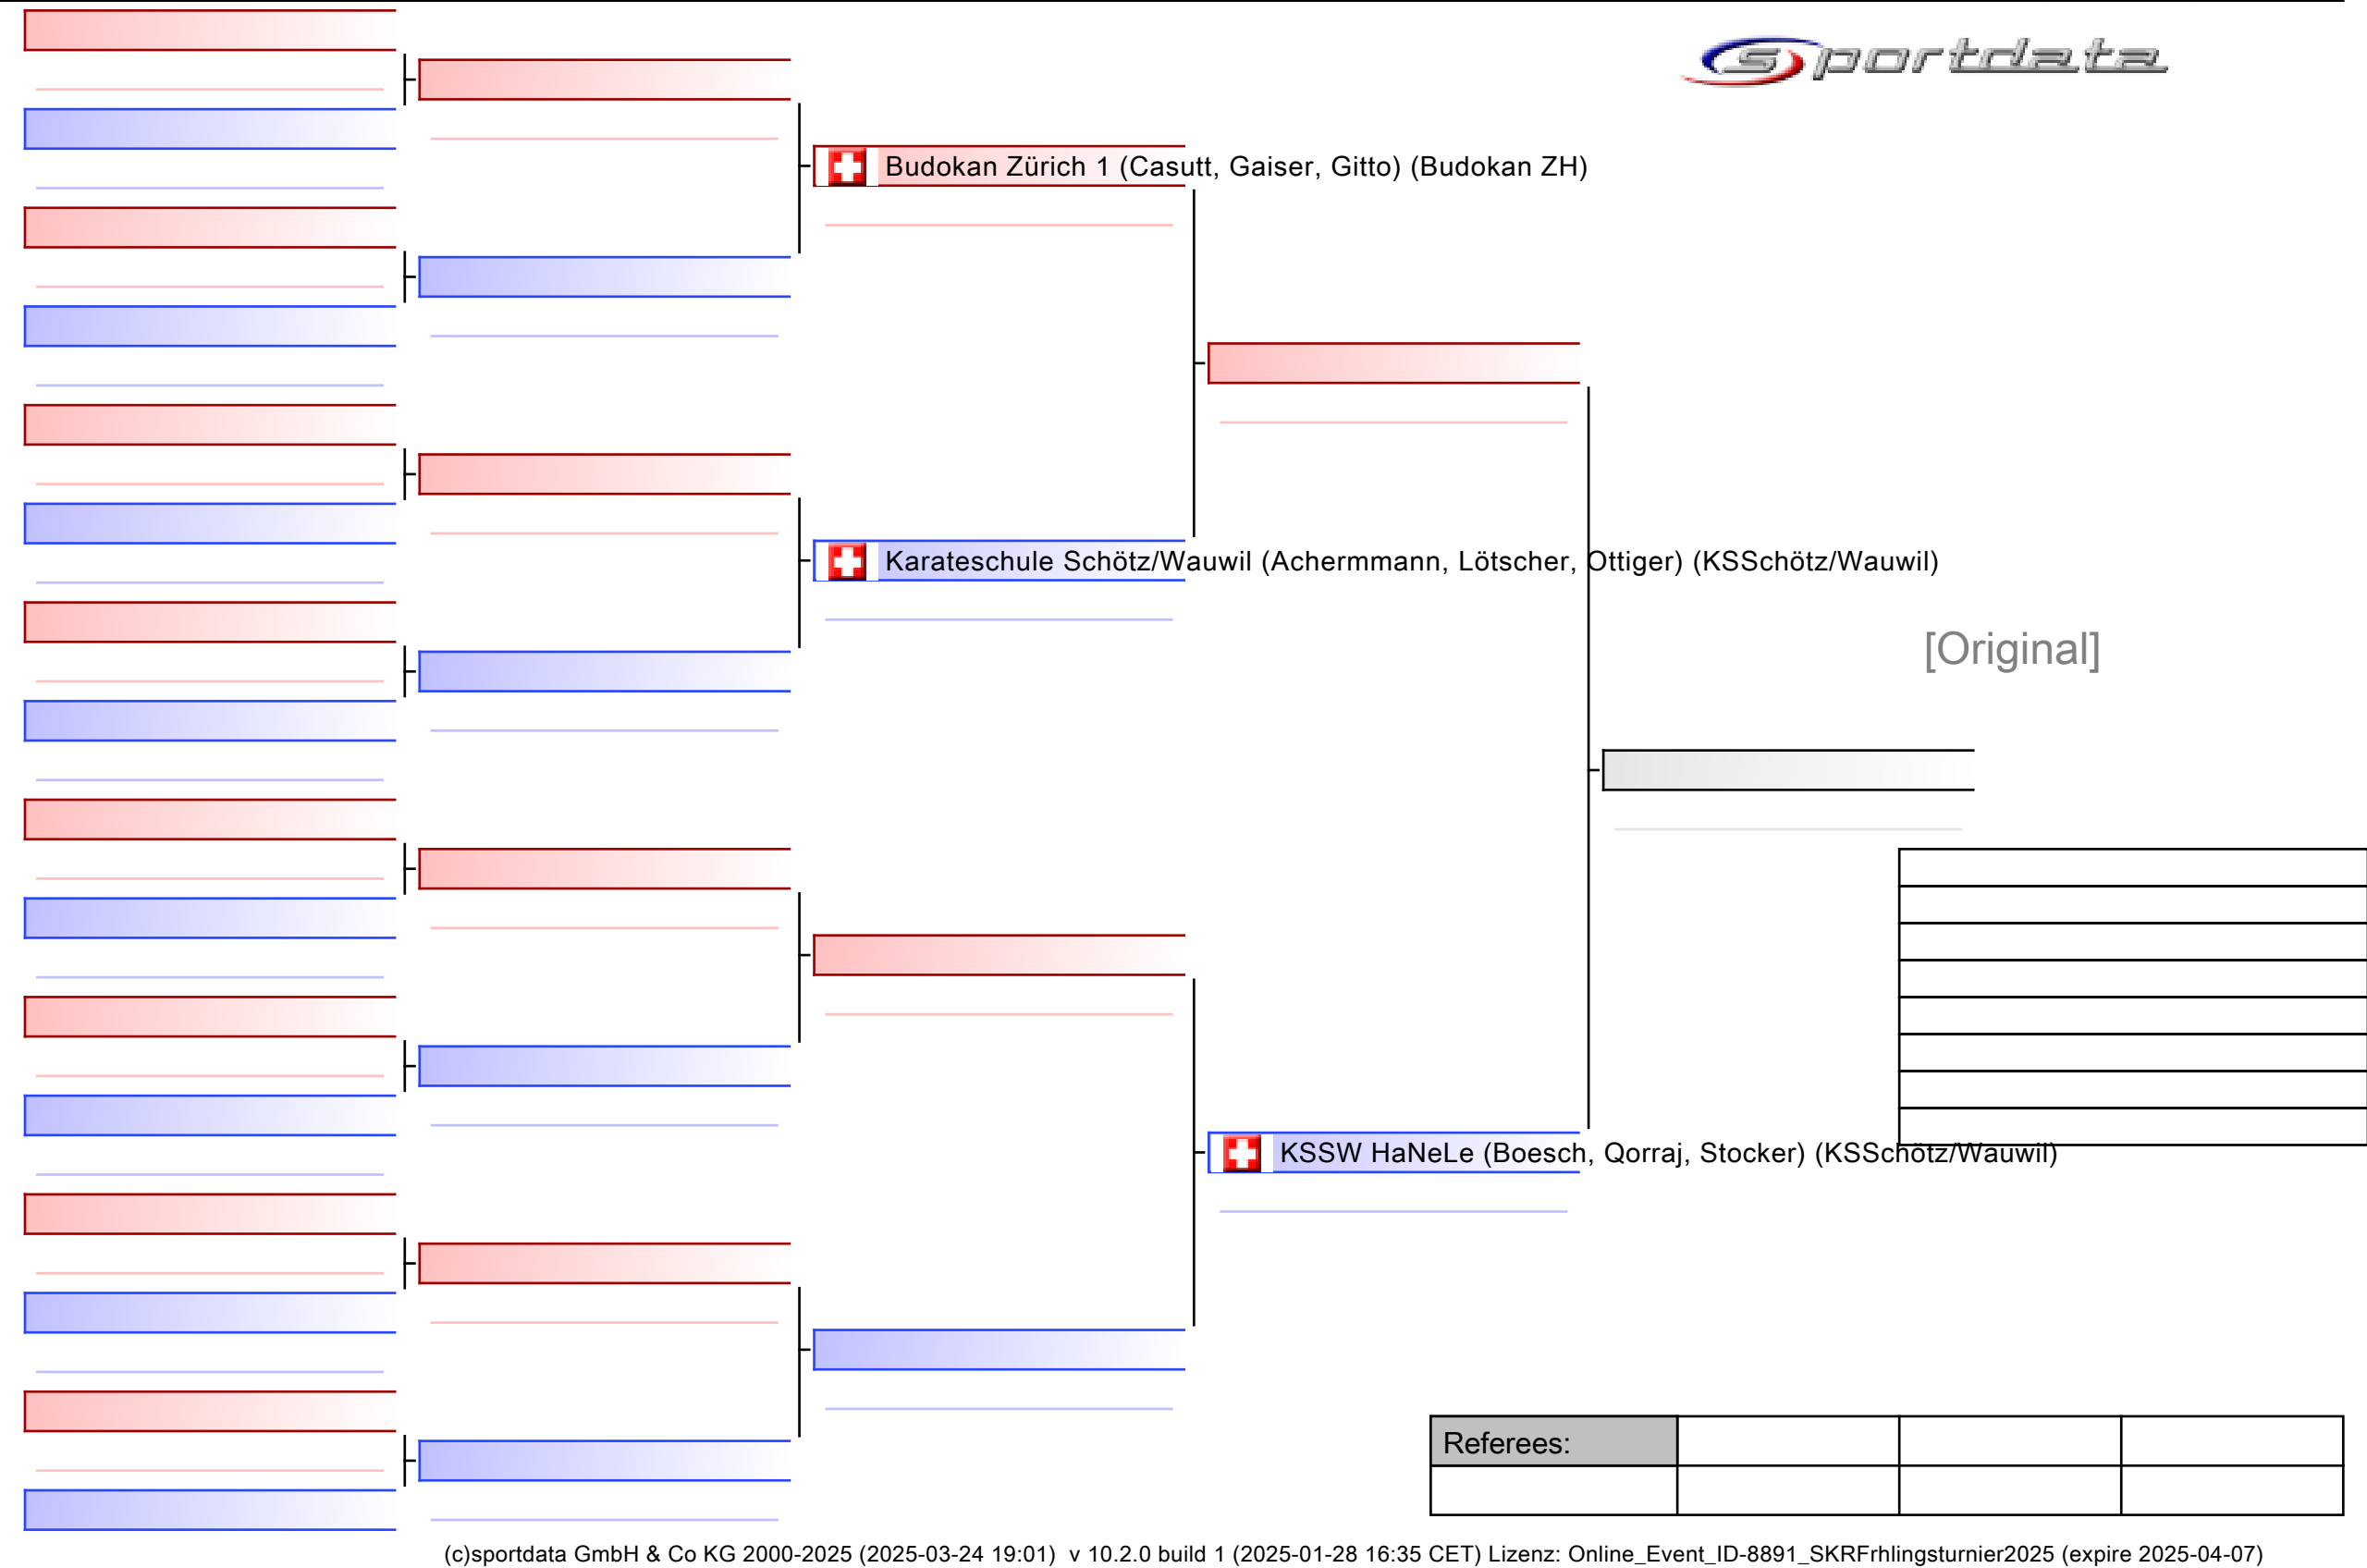 sportdata
Budokan Zürich 1 (Casutt, Gaiser, Gitto) (Budokan ZH)
Karateschule Schötz/Wauwil (Achermmann, Lötscher, Ottiger) (KSSchötz/Wauwil)
[Original]
KSSW HaNeLe (Boesch, Qorraj, Stocker) (KSSchötz/Wauwil)
Referees:
(c)sportdata GmbH & Co KG 2000-2025 (2025-03-24 19:01) v 10.2.0 build 1 (2025-01-28 16:35 CET) Lizenz: Online_Event_ID-8891_SKRFrhlingsturnier2025 (expire 2025-04-07)